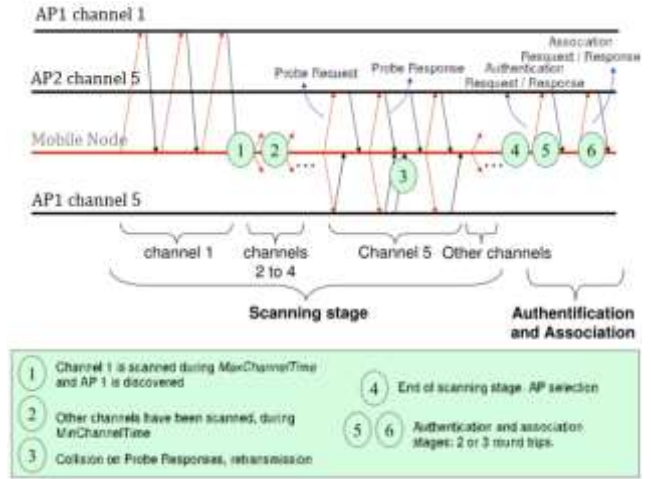 AP1 channel 1
Association
Resquest / Response
AP2 channel 5
Probe Request
Probe Response
Authentication
Resquest / Response
Mobile Node
1
2
...
3
...
4
5
6
AP1 channel 5
channel 1
channels
2 to 4
Channel 5
Other channels
Scanning stage
Authentification
and Association
1
Channel 1 is scanned during MaxChannelTime
and AP 1 is discovered
2
Other channels have been scanned, during
MinChannelTime
3
Collision on Probe Responses, retransmission
4
End of scanning stage. AP selection
5
6
Authentication and association
stages: 2 or 3 round trips.